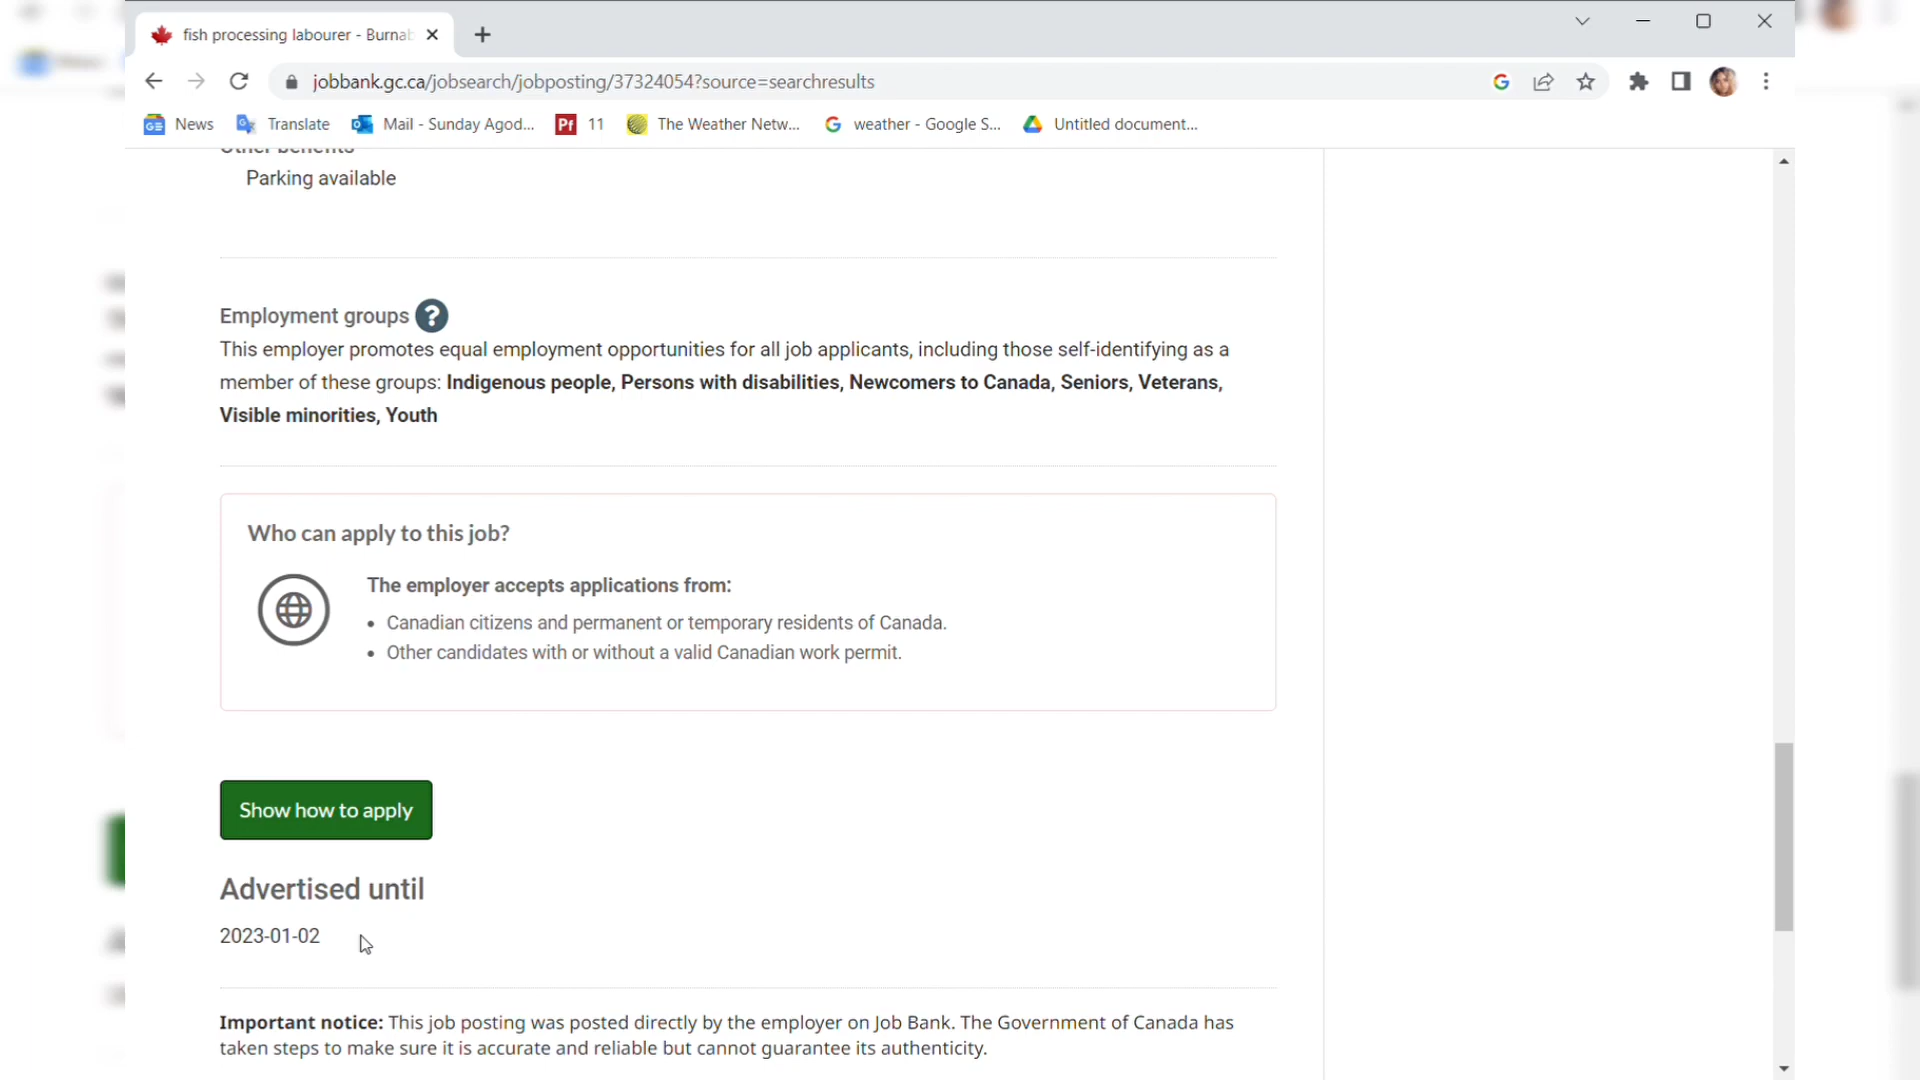 fish processing labourer - Burnab
jobbank.gc.ca/jobsearch/jobposting/37324054?source=searchresults
News Translate Mail - Sunday Agod... 11 The Weather Netw... weather - Google S... Untitled document...
Other benefits
Parking available
Employment groups ?
This employer promotes equal employment opportunities for all job applicants, including those self-identifying as a
member of these groups: Indigenous people, Persons with disabilities, Newcomers to Canada, Seniors, Veterans,
Visible minorities, Youth
Who can apply to this job?
The employer accepts applications from:
• Canadian citizens and permanent or temporary residents of Canada.
• Other candidates with or without a valid Canadian work permit.
Show how to apply
Advertised until
2023-01-02
Important notice: This job posting was posted directly by the employer on Job Bank. The Government of Canada has
taken steps to make sure it is accurate and reliable but cannot guarantee its authenticity.